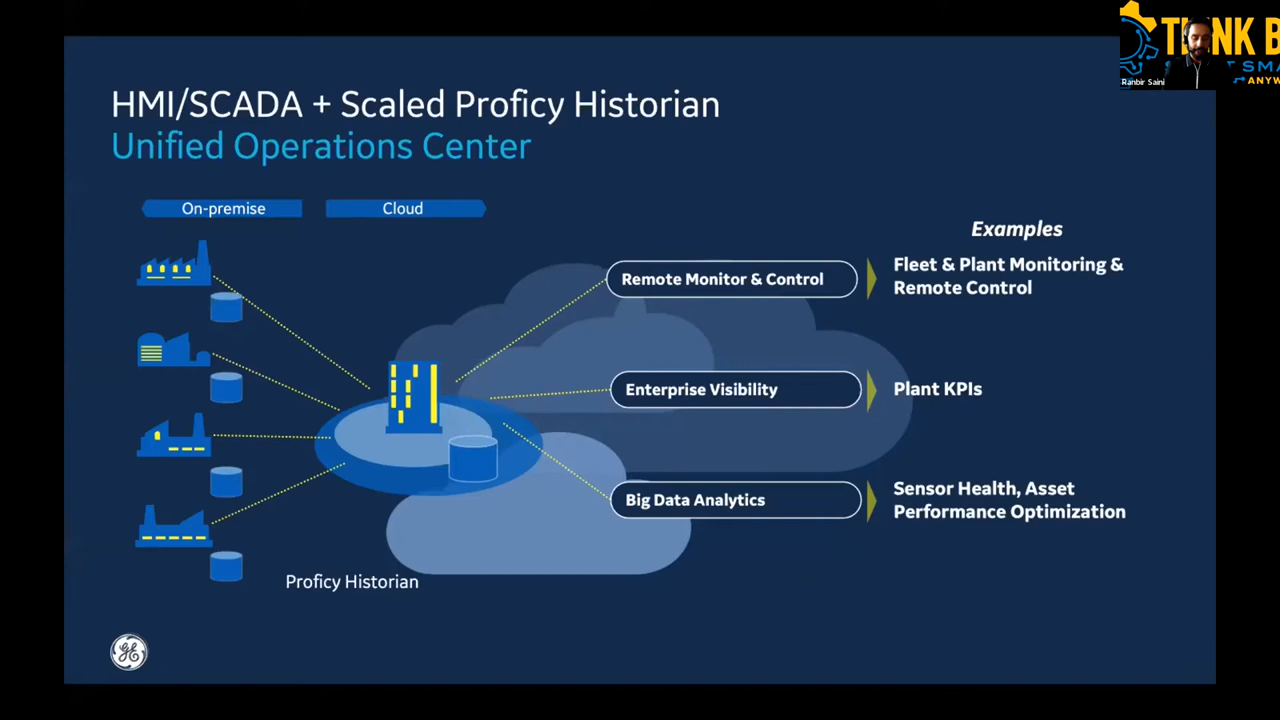 HMI/SCADA + Scaled Proficy Historian
Unified Operations Center
On-premise
Cloud
Examples
Remote Monitor & Control
Fleet & Plant Monitoring &
Remote Control
Enterprise Visibility
Plant KPIs
Big Data Analytics
Sensor Health, Asset
Performance Optimization
Proficy Historian
GE
Ranbir Saini